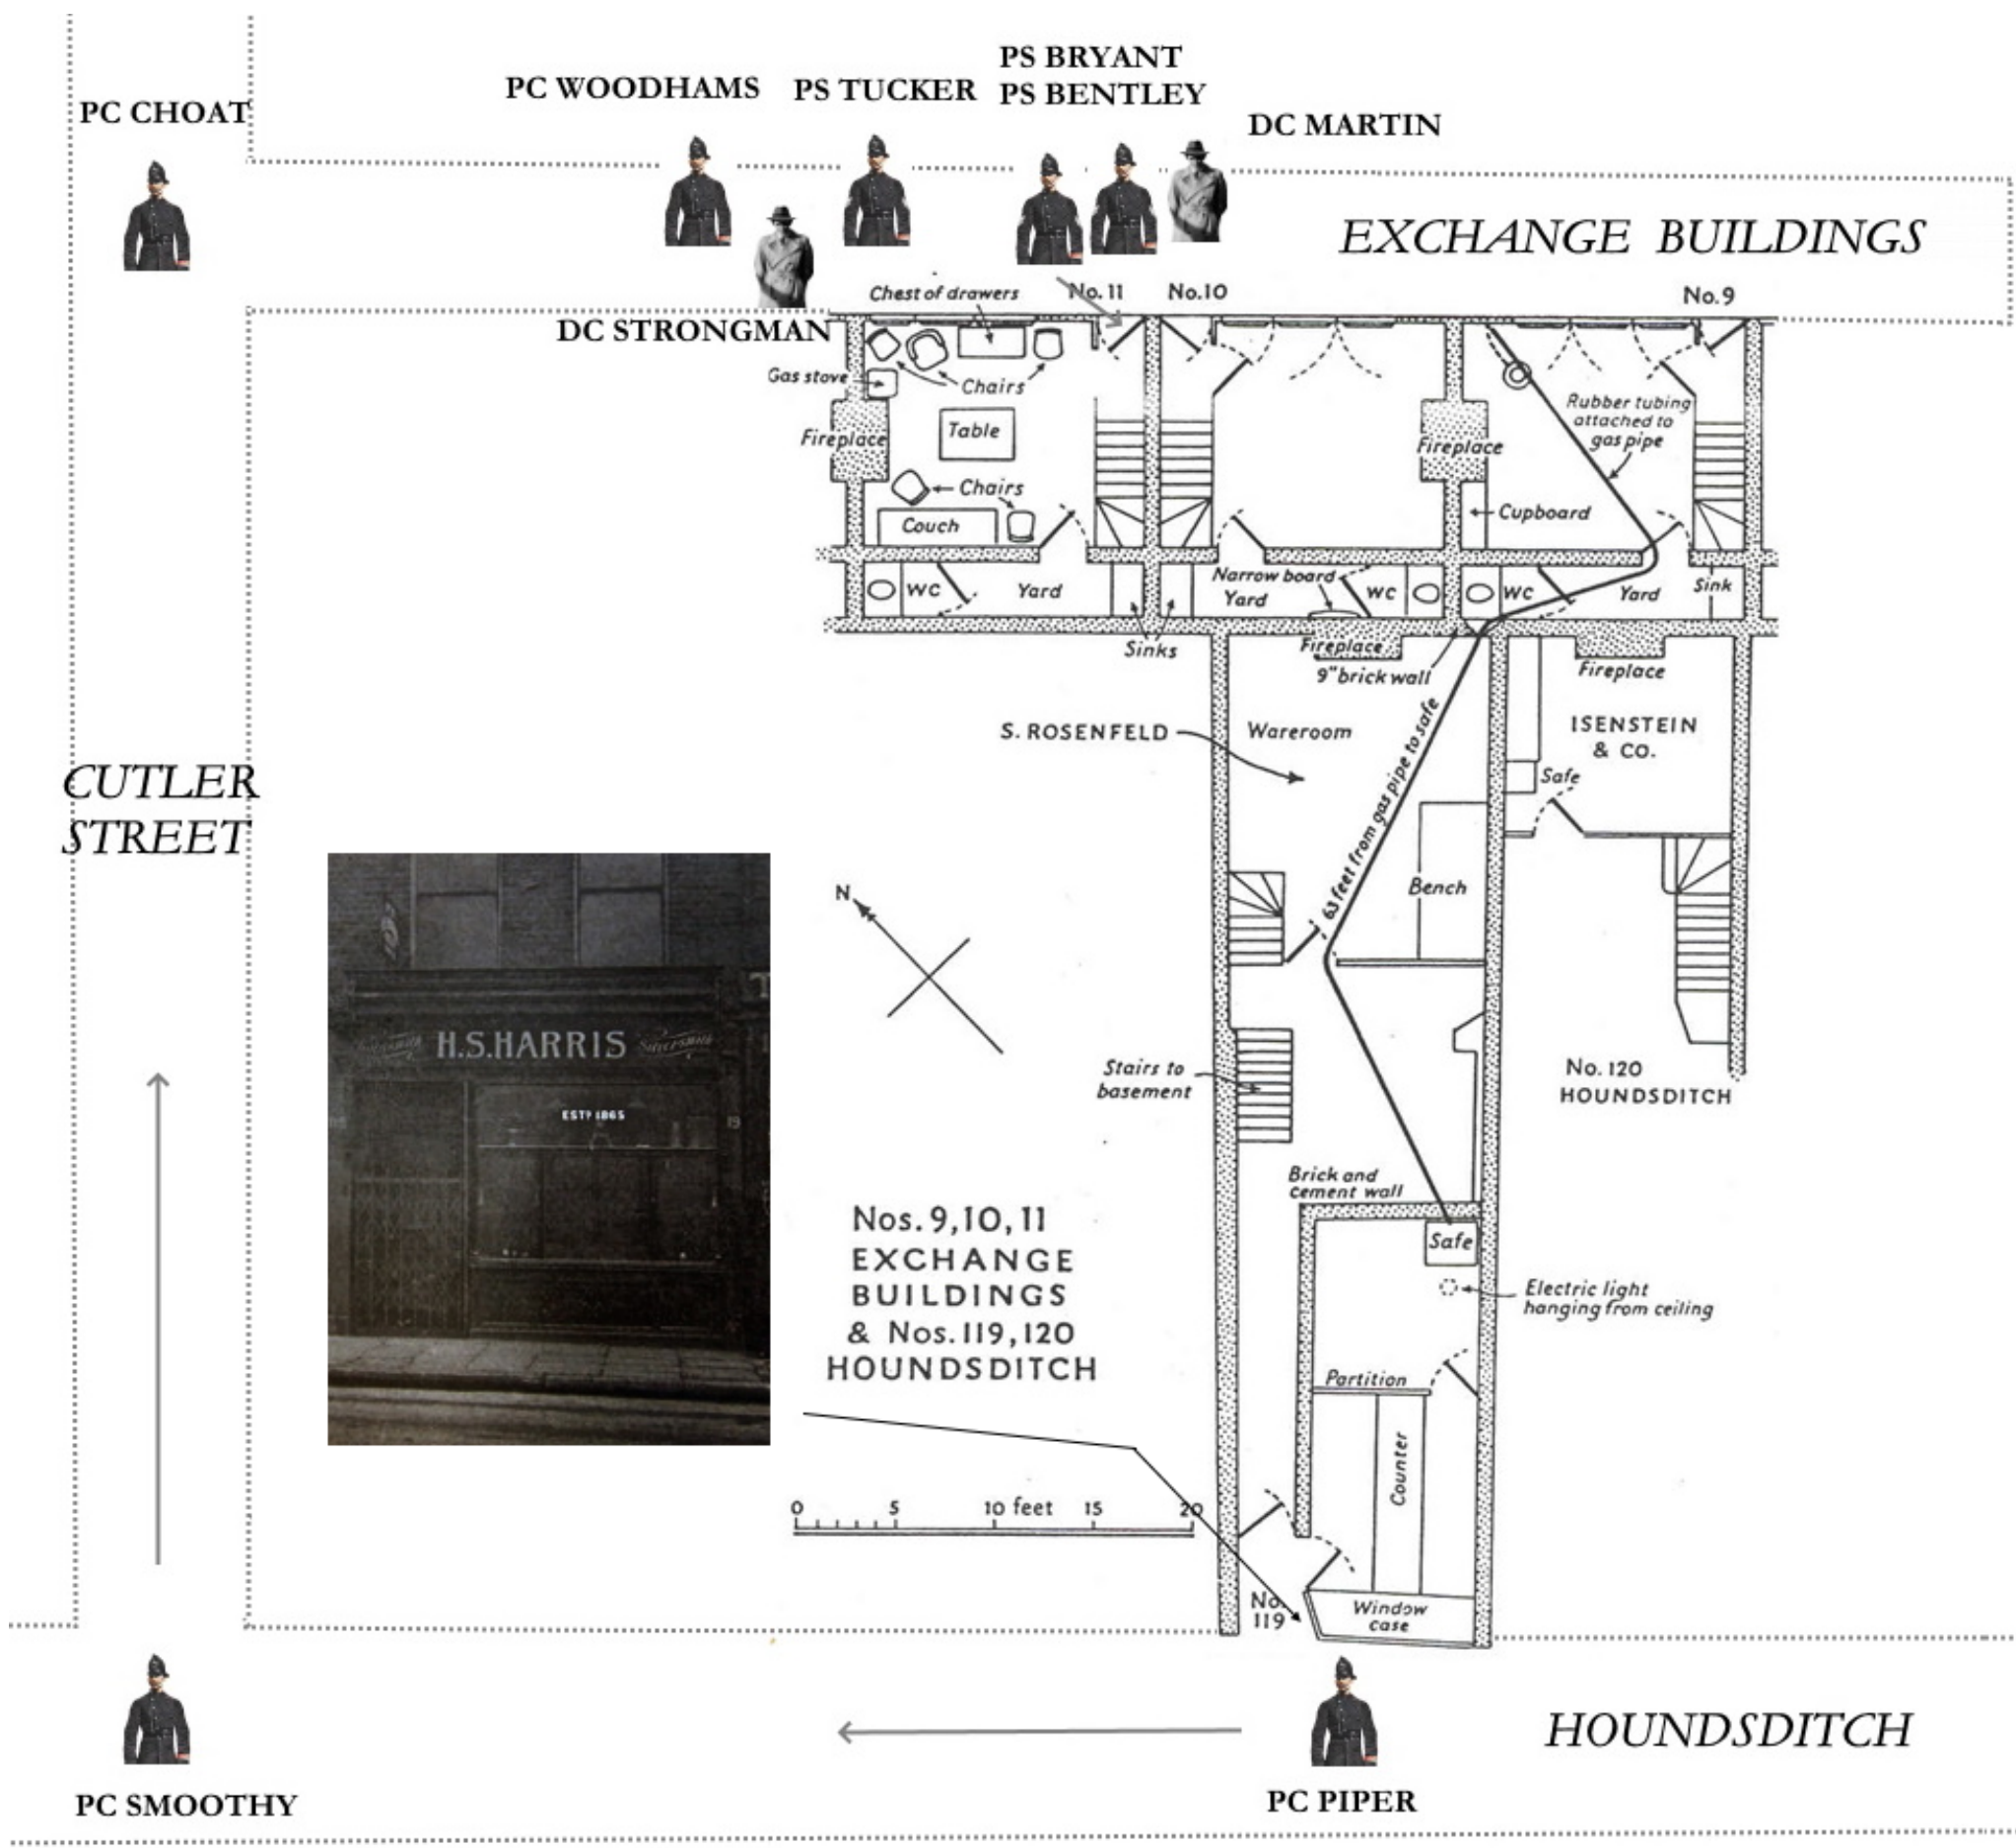 PS BRYANT
PC WOODHAMS
PS TUCKER
PS BENTLEY
PC CHOAT
DC MARTIN
EXCHANGE BUILDINGS
Chest of drawers
No. 11
No. 10
No. 9
DC STRONGMAN
Gas stove
Chairs
Rubber tubing
attached to
gas pipe
Fireplace
Table
Fireplace
Chairs
Cupboard
Couch
WC
Yard
Narrow board
Yard
WC
WC
Yard
Sink
Sinks
Fireplace
9" brick wall
Fireplace
S. ROSENFELD
Wareroom
63 feet from gas pipe to safe
ISENSTEIN
& CO.
Safe
CUTLER
STREET
Bench
N
H.S.HARRIS
SILVERSMITH
ESTD 1865
19
Stairs to
basement
No. 120
HOUNDSDITCH
Brick and
cement wall
Nos. 9,10,11
EXCHANGE
BUILDINGS
& Nos. 119,120
HOUNDSDITCH
Safe
Electric light
hanging from ceiling
Partition
Counter
0 5 10 feet 15 20
No.
119
Window
case
HOUNDSDITCH
PC SMOOTHY
PC PIPER